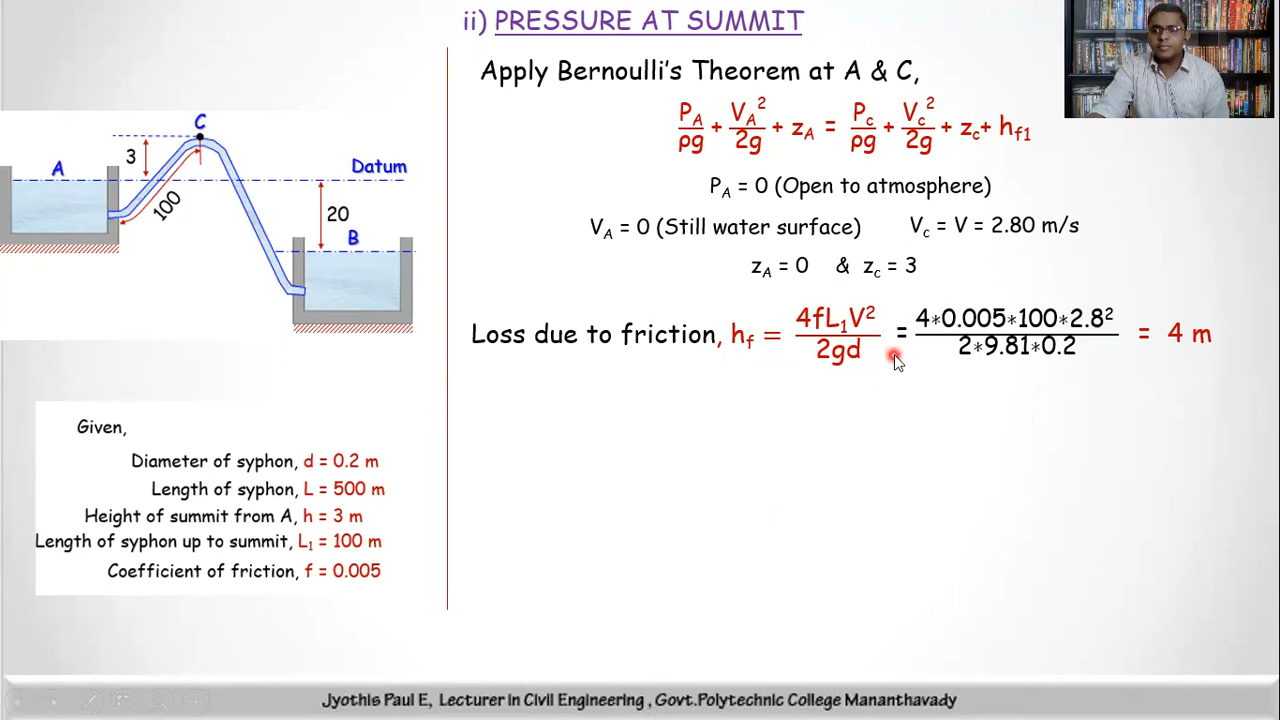 ii) PRESSURE AT SUMMIT
Apply Bernoulli's Theorem at A & C,
P_A/ρg + V_A²/2g + z_A = P_c/ρg + V_c²/2g + z_c + h_f1
P_A = 0 (Open to atmosphere)
V_A = 0 (Still water surface) V_c = V = 2.80 m/s
z_A = 0 & z_c = 3
Loss due to friction, h_f = 4fL₁V²/2gd = 4*0.005*100*2.8²/2*9.81*0.2 = 4 m
C
3
A
Datum
100
20
B
Given,
Diameter of syphon, d = 0.2 m
Length of syphon, L = 500 m
Height of summit from A, h = 3 m
Length of syphon up to summit, L₁ = 100 m
Coefficient of friction, f = 0.005
Jyothis Paul E, Lecturer in Civil Engineering , Govt.Polytechnic College Mananthavady